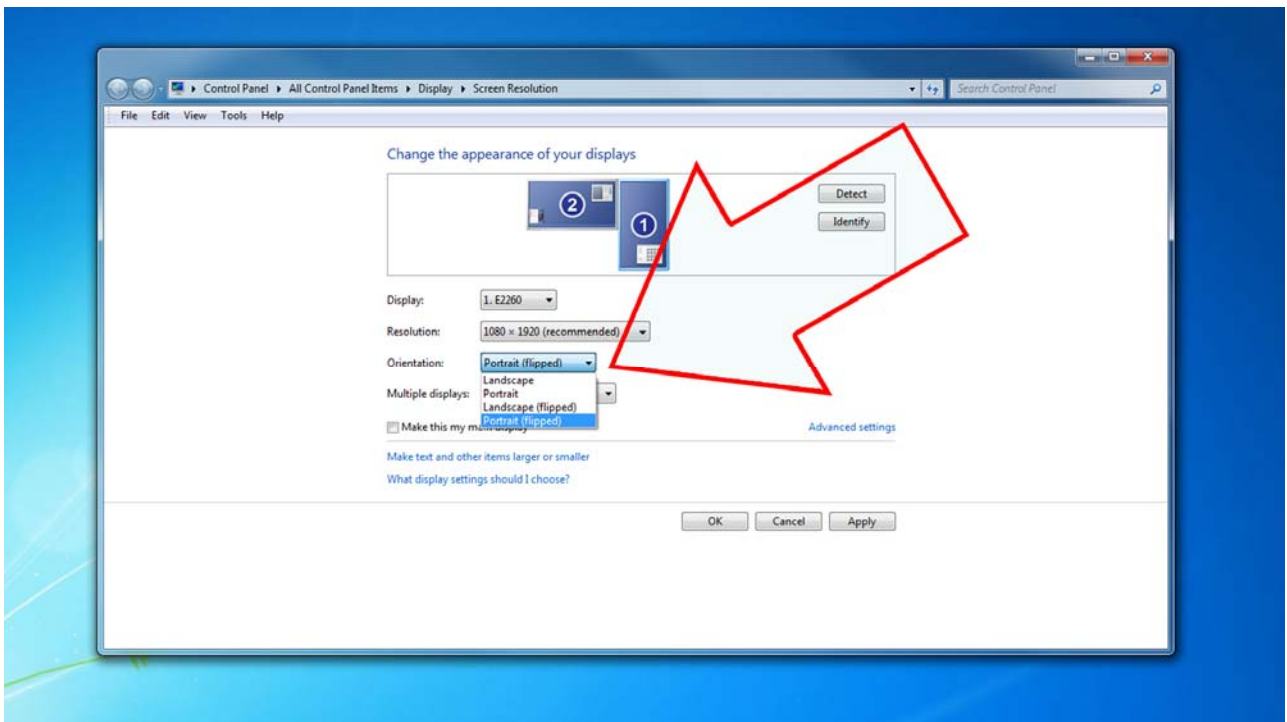 Control Panel ▸ All Control Panel Items ▸ Display ▸ Screen Resolution
Search Control Panel
File Edit View Tools Help
Change the appearance of your displays
2
1
Detect
Identify
Display: 1. E2260
Resolution: 1080 × 1920 (recommended)
Orientation: Portrait (flipped)
Landscape
Multiple displays: Portrait
Landscape (flipped)
Portrait (flipped)
Make this my display
Advanced settings
Make text and other items larger or smaller
What display settings should I choose?
OK Cancel Apply